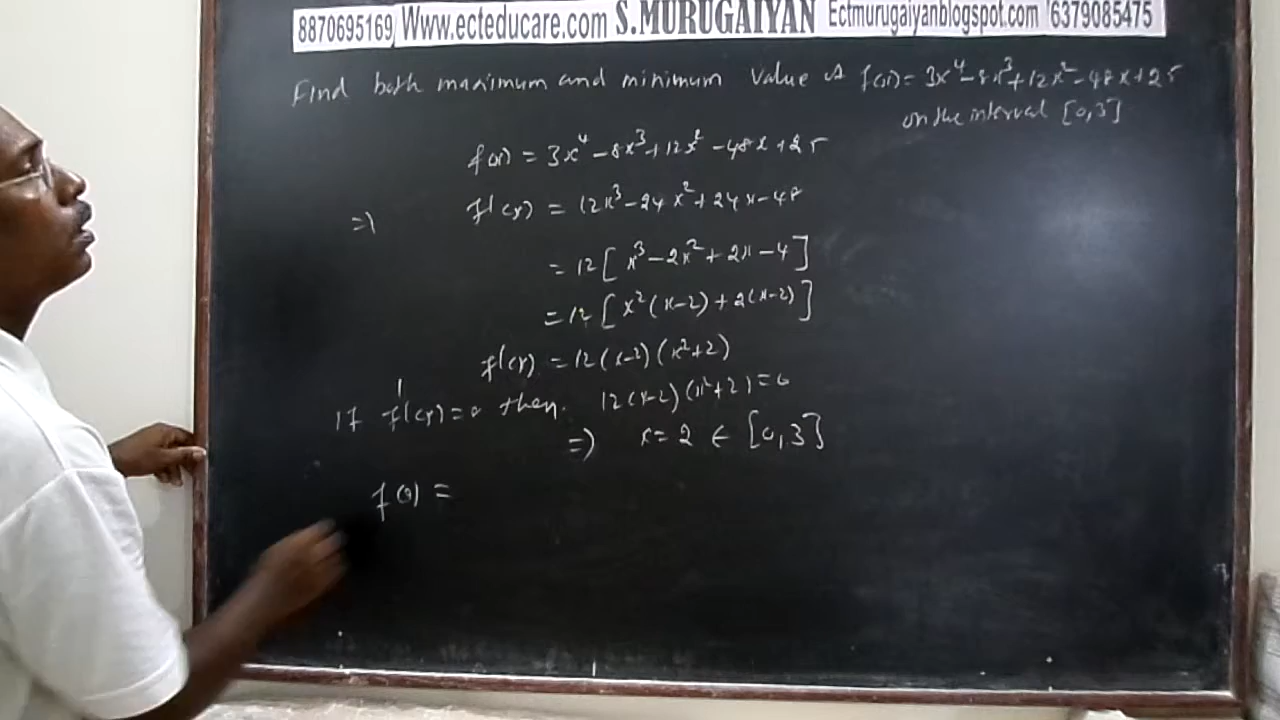 8870695169 Www.ecteducare.com S.MURUGAIYAN Ectmurugaiyanblogspot.com '6379085475
Find both maximum and minimum value of f(x) = 3x⁴ - 8x³ + 12x² - 48x + 25
on the interval [0,3]
f(x) = 3x⁴ - 8x³ + 12x² - 48x + 25
=) f'(x) = 12x³ - 24x² + 24x - 48
= 12 [x³ - 2x² + 2x - 4]
= 12 [x²(x-2) + 2(x-2)]
f'(x) = 12(x-2)(x²+2)
If f'(x) = 0 then. 12(x-2)(x²+2) = 0
=) x = 2 ∈ [0,3]
f(0) =